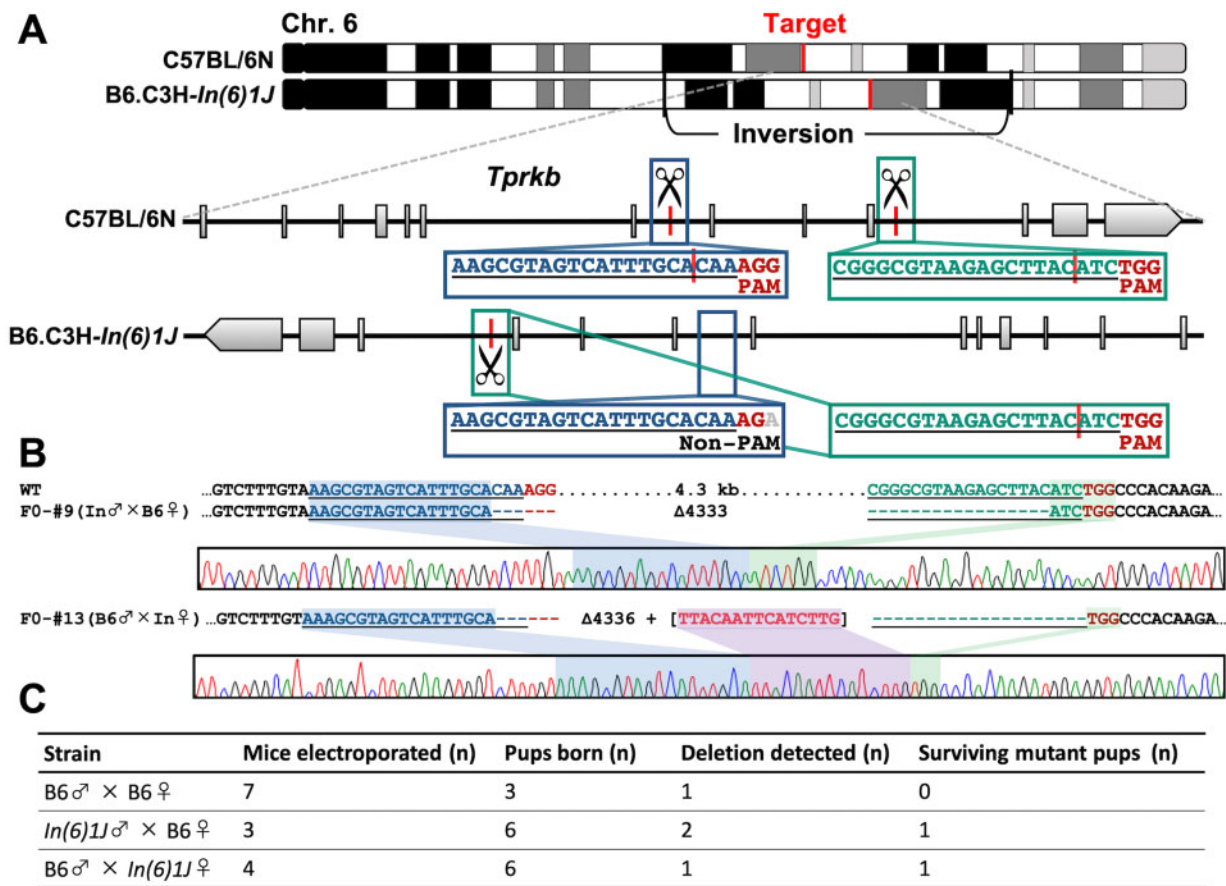 A
Chr. 6
Target
C57BL/6N
B6.C3H-In(6)1J
Inversion
Tprkb
C57BL/6N
AAGCGTAGTCATTTGCACAAAGG
PAM
CGGGCGTAAGAGCTTACATCTGG
PAM
B6.C3H-In(6)1J
AAGCGTAGTCATTTGCACAAAGA
Non-PAM
CGGGCGTAAGAGCTTACATCTGG
PAM
B
WT …GTCTTTGTAAAGCGTAGTCATTTGCACAAAGG...........4.3 kb............CGGGCGTAAGAGCTTACATCTGGCCCACAAGA…
F0-#9(In♂×B6♀) …GTCTTTGTAAAGCGTAGTCATTTGCA------ Δ4333 -----------------ATCTGGCCCACAAGA…
F0-#13(B6♂×In♀) …GTCTTTGTAAAGCGTAGTCATTTGCA------ Δ4336 + [TTACAATTCATCTTG] --------------------TGGCCCACAAGA…
C
Strain Mice electroporated (n) Pups born (n) Deletion detected (n) Surviving mutant pups (n)
B6♂ × B6♀ 7 3 1 0
In(6)1J♂ × B6♀ 3 6 2 1
B6♂ × In(6)1J♀ 4 6 1 1